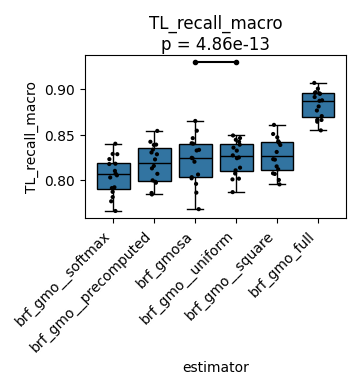 TL_recall_macro
p = 4.86e-13
TL_recall_macro
0.90
0.85
0.80
brf_gmo__softmax
brf_gmo__precomputed
brf_gmosa
brf_gmo__uniform
brf_gmo__square
brf_gmo_full
estimator